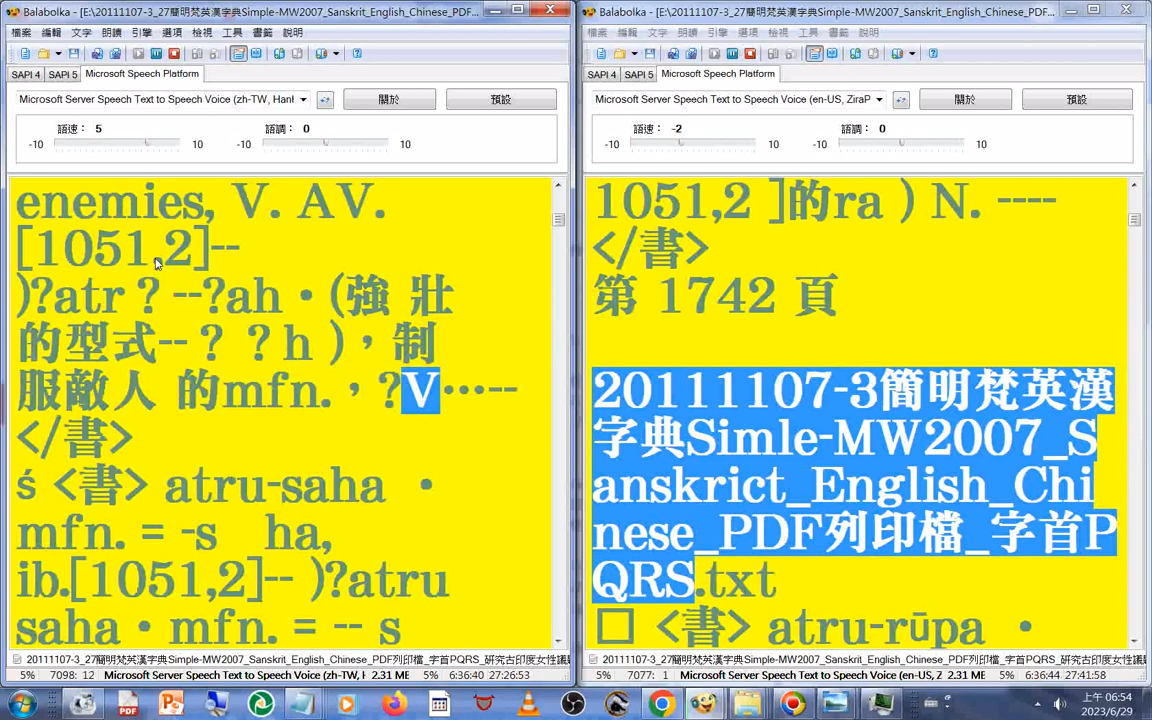 Balabolka - [E:\20111107-3_27簡明梵英漢字典Simple-MW2007_Sanskrit_English_Chinese_PDF...
檔案 編輯 文字 朗讀 引擎 選項 檢視 工具 書籤 說明
SAPI 4 SAPI 5 Microsoft Speech Platform
Microsoft Server Speech Text to Speech Voice (zh-TW, Hanl
關於 預設
語速： 5 語調： 0
-10 10 -10 10
enemies, V. AV.
[1051,2]--
)?atr ? --?ah・(強 壯
的型式-- ? ? h )，制
服敵人 的mfn.，?V…--
</書>
ś <書> atru-saha ・
mfn. = -s ha,
ib.[1051,2]-- )?atru
saha・mfn. = -- s
20111107-3_27簡明梵英漢字典Simple-MW2007_Sanskrit_English_Chinese_PDF列印檔_字首PQRS_研究古印度女性議
5% 7098: 12 Microsoft Server Speech Text to Speech Voice (zh-TW, H 2.31 ME 5% 6:36:40 27:26:53
Balabolka - [E:\20111107-3_27簡明梵英漢字典Simple-MW2007_Sanskrit_English_Chinese_PDF...
檔案 編輯 文字 朗讀 引擎 選項 檢視 工具 書籤 說明
SAPI 4 SAPI 5 Microsoft Speech Platform
Microsoft Server Speech Text to Speech Voice (en-US, ZiraP
關於 預設
語速： -2 語調： 0
-10 10 -10 10
1051,2 ]的ra ) N. ----
</書>
第 1742 頁
20111107-3簡明梵英漢
字典Simle-MW2007_S
anskrict_English_Chi
nese_PDF列印檔_字首P
QRS.txt
□ <書> atru-rūpa ・
20111107-3_27簡明梵英漢字典Simple-MW2007_Sanskrit_English_Chinese_PDF列印檔_字首PQRS_研究古印度女性議題
5% 7077: 1 Microsoft Server Speech Text to Speech Voice (en-US, Z 2.31 ME 5% 6:36:44 27:41:58
上午 06:54
2023/6/29